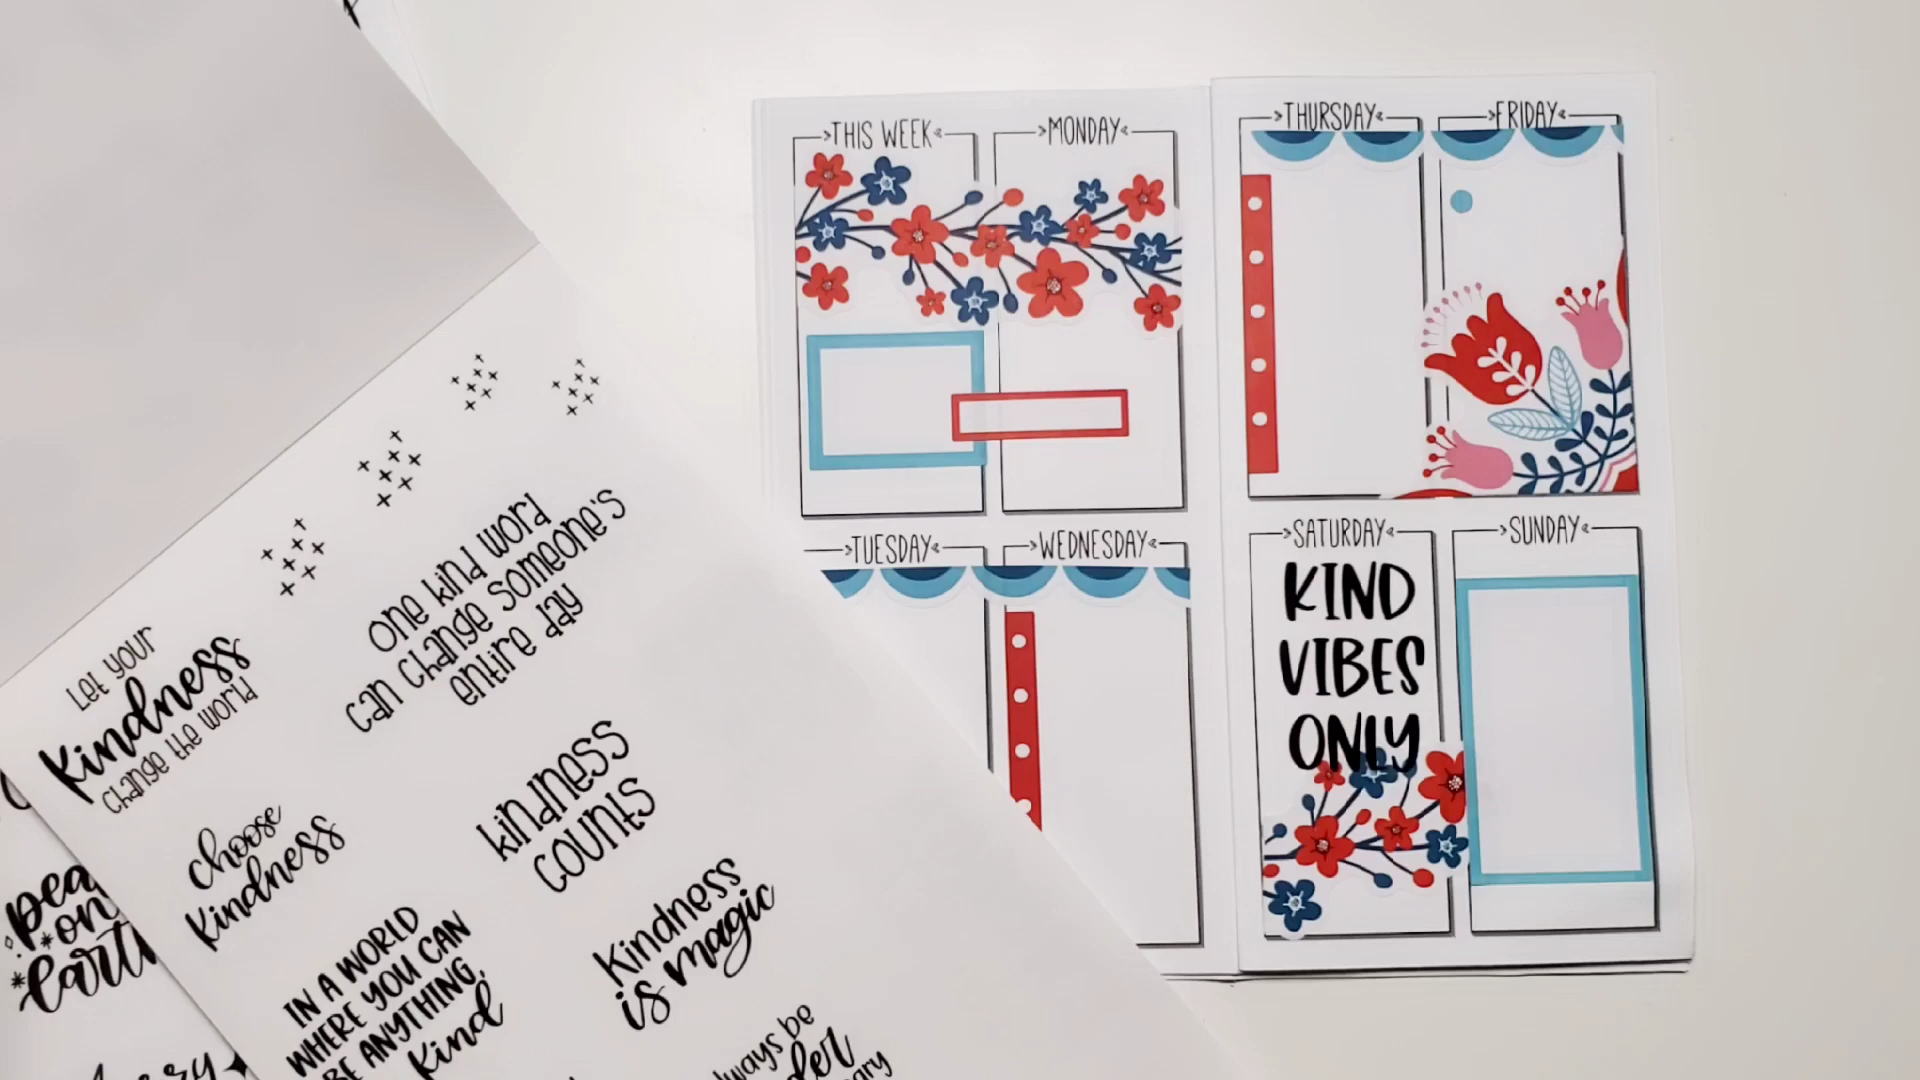 THIS WEEK
MONDAY
TUESDAY
WEDNESDAY
THURSDAY
FRIDAY
SATURDAY
SUNDAY
KIND
VIBES
ONLY
Let your
Kindness
change the world
one kind word
can change someone's
entire day
choose
Kindness
kindness
counts
IN A WORLD
WHERE YOU CAN
BE ANYTHING,
Kind
Kindness
is magic
be
on